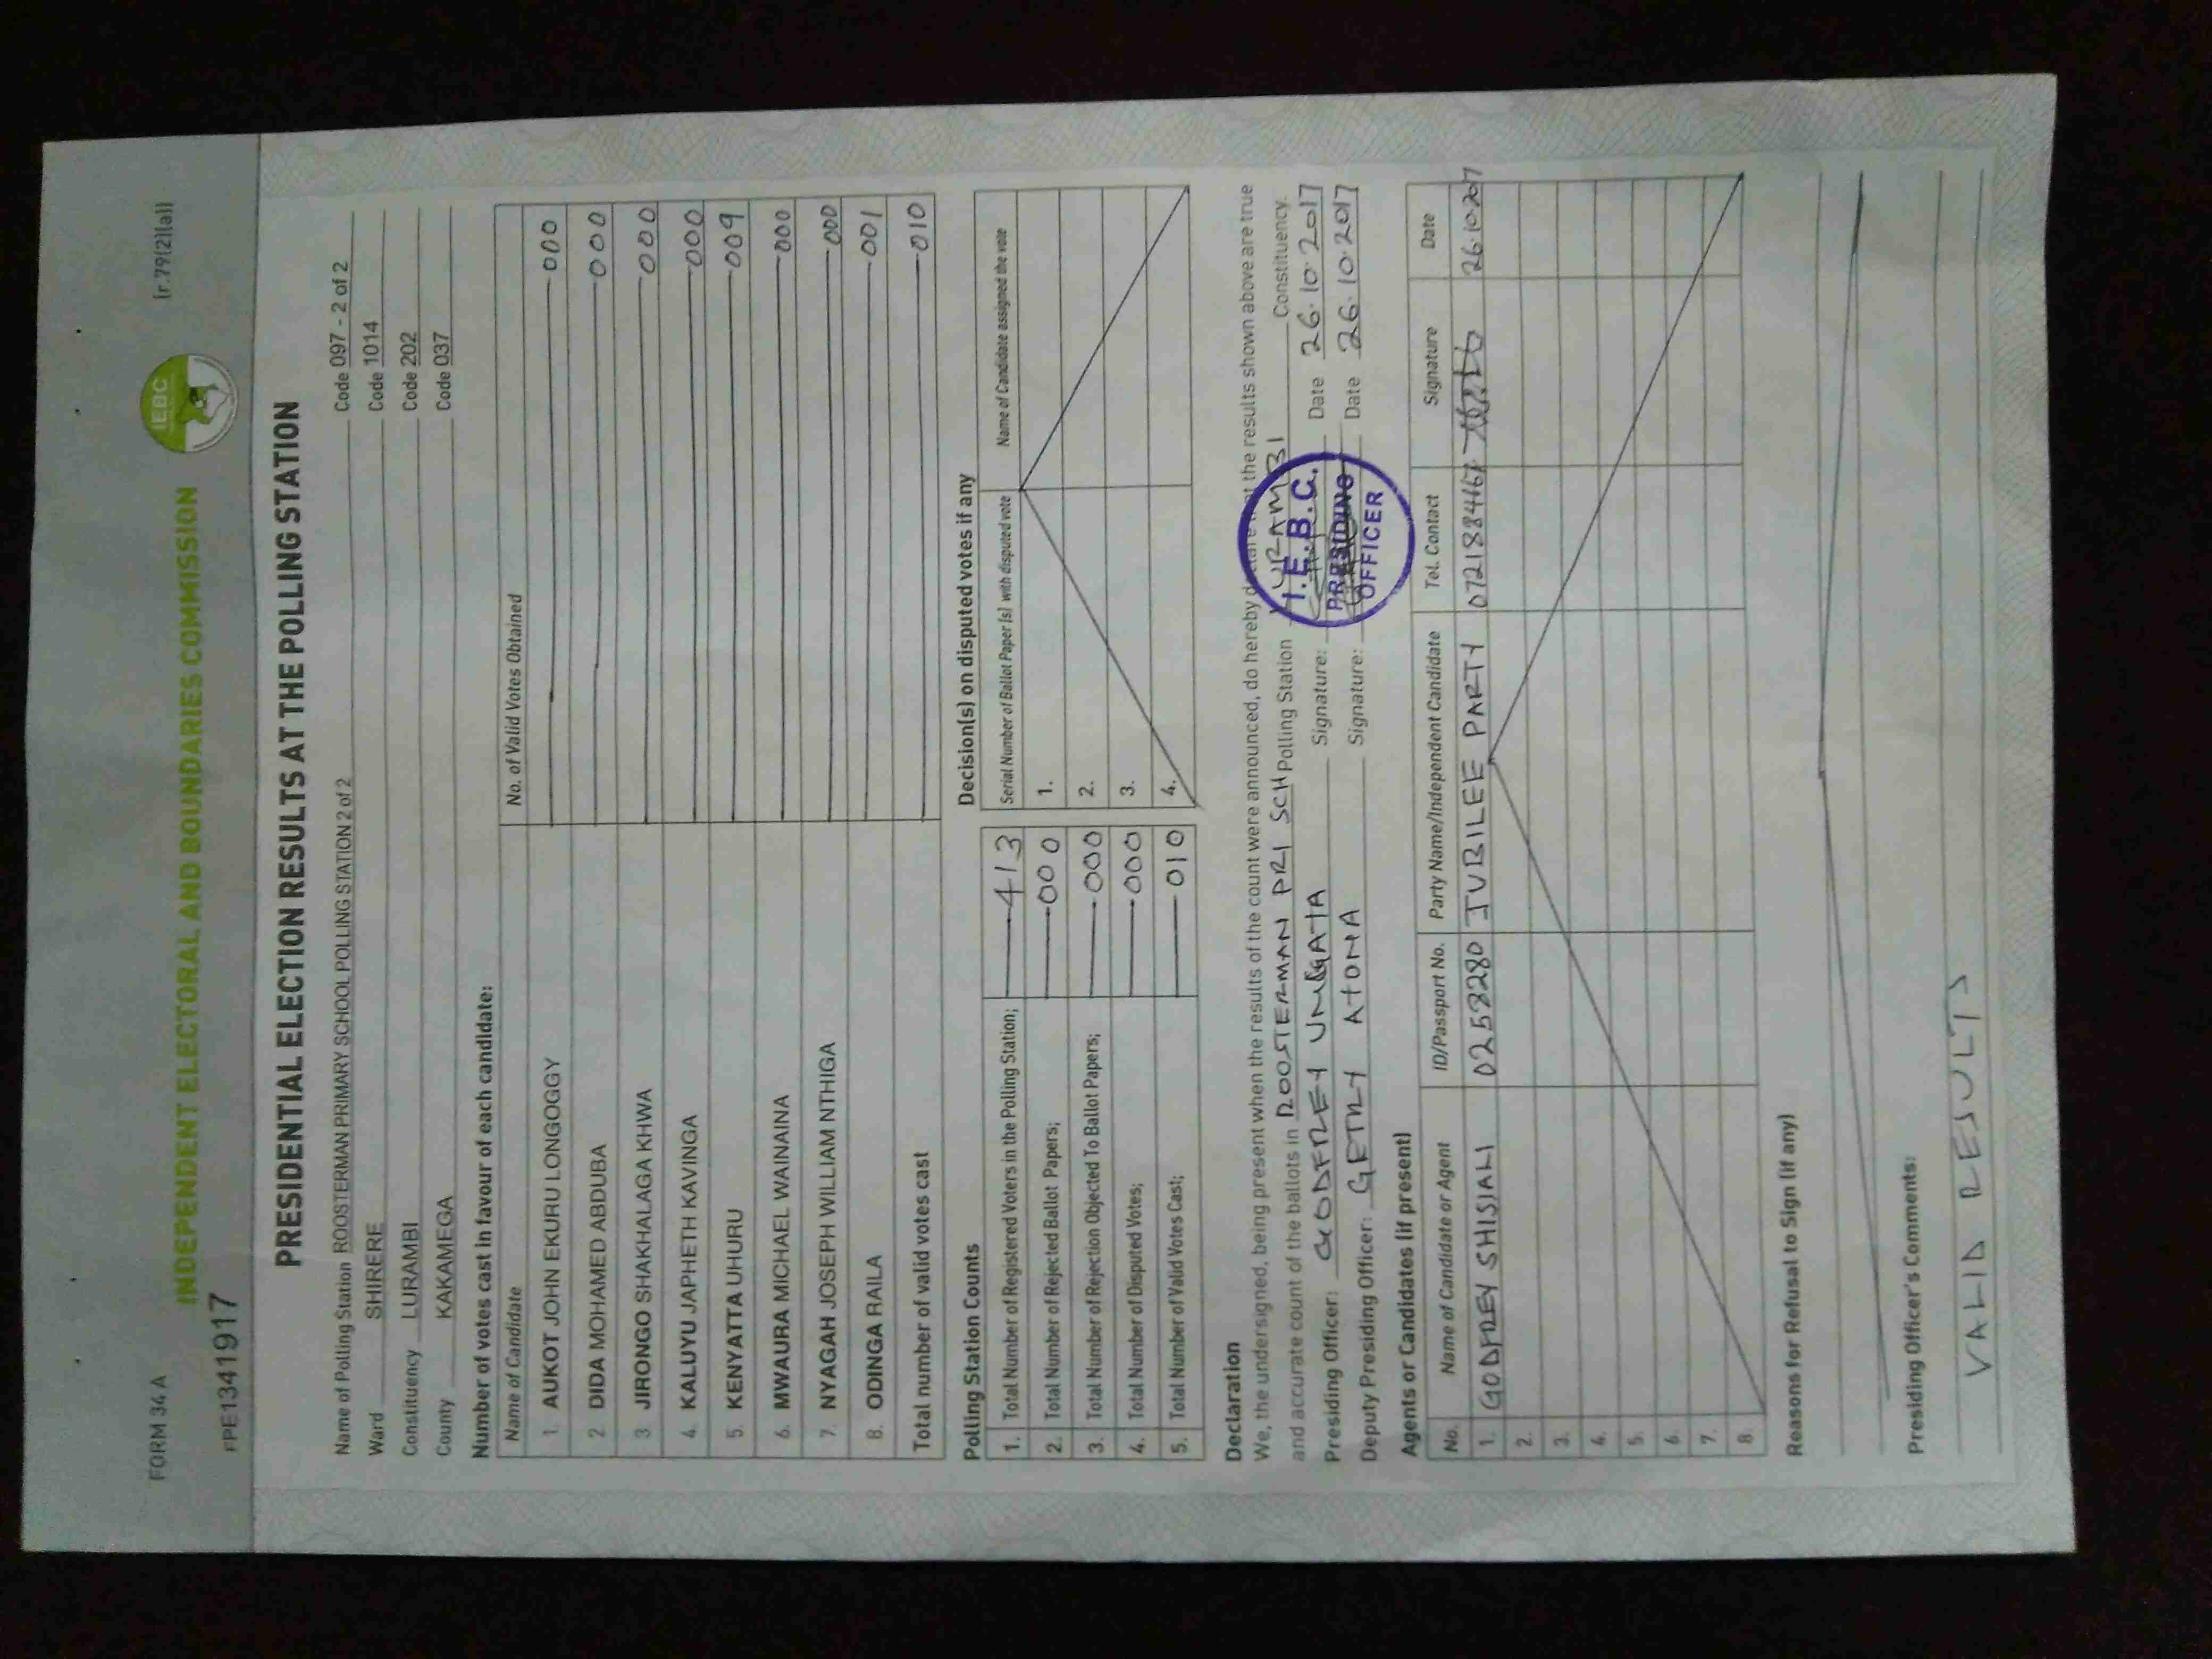 FORM 34 A
(r.79(2)(a))
FPE1341917
INDEPENDENT ELECTORAL AND BOUNDARIES COMMISSION
IEBC
PRESIDENTIAL ELECTION RESULTS AT THE POLLING STATION
Name of Polling Station ROOSTERMAN PRIMARY SCHOOL POLLING STATION 2 of 2 Code 097 - 2 of 2
Ward SHIRERE Code 1014
Constituency LURAMBI Code 202
County KAKAMEGA Code 037
Number of votes cast in favour of each candidate:
Name of Candidate No. of Valid Votes Obtained
1. AUKOT JOHN EKURU LONGOGGY 000
2 DIDA MOHAMED ABDUBA 000
3 JIRONGO SHAKHALAGA KHWA 000
4. KALUYU JAPHETH KAVINGA 000
5. KENYATTA UHURU 009
6. MWAURA MICHAEL WAINAINA 000
7. NYAGAH JOSEPH WILLIAM NTHIGA 000
8. ODINGA RAILA 001
Total number of valid votes cast 010
Polling Station Counts
1. Total Number of Registered Voters in the Polling Station; 413
2. Total Number of Rejected Ballot Papers; 000
3. Total Number of Rejection Objected To Ballot Papers; 000
4. Total Number of Disputed Votes; 000
5. Total Number of Valid Votes Cast; 010
Decision(s) on disputed votes if any
Serial Number of Ballot Paper (s) with disputed vote Name of Candidate assigned the vote
1.
2.
3.
4.
Declaration
We, the undersigned, being present when the results of the count were announced, do hereby declare that the results shown above are true
and accurate count of the ballots in ROOSTERMAN PRI SCH Polling Station LURAMBI Constituency.
Presiding Officer: GODFREY Signature: Date 26.10.2017
Deputy Presiding Officer: GETRY ATONA Signature: Date 26.10.2017
I.E.B.C.
PRESIDING
OFFICER
Agents or Candidates (if present)
No. Name of Candidate or Agent ID/Passport No. Party Name/Independent Candidate Tel. Contact Signature Date
1. GODFREY SHISIALI 0258280 JUBILEE PARTY 0721884167 26.10.2017
2.
3.
4.
5.
6.
7.
8.
Reasons for Refusal to Sign (if any)
Presiding Officer's Comments:
VALID RESULTS